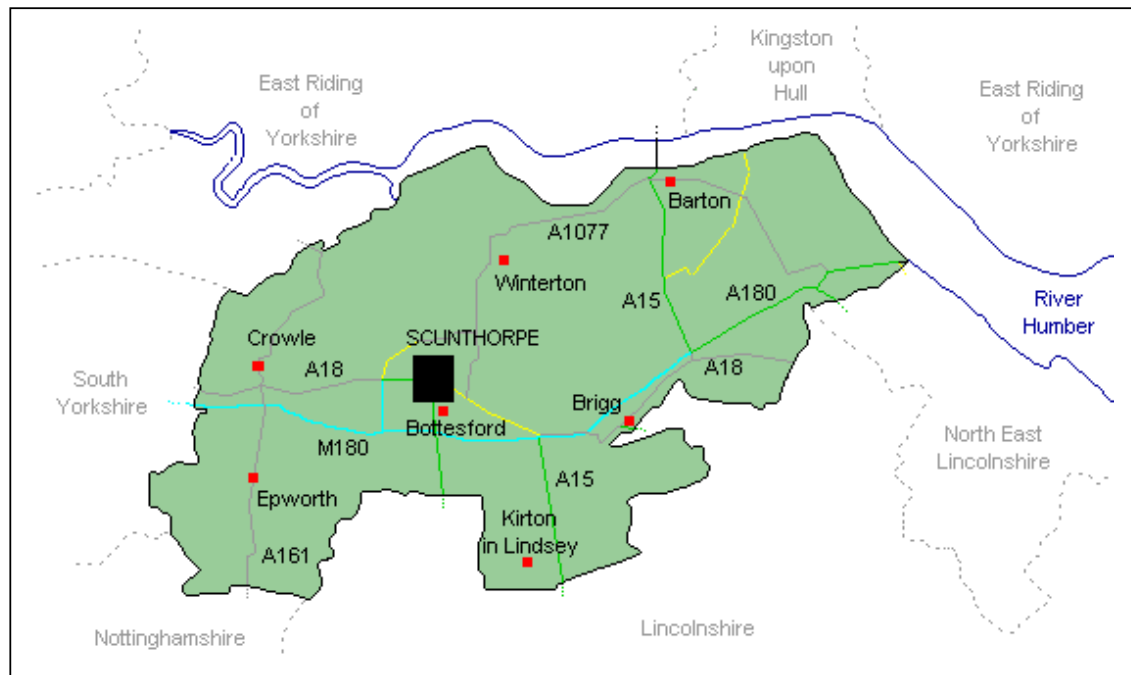 Kingston
upon
Hull
East Riding
of
Yorkshire
East Riding
of
Yorkshire
Barton
A1077
Winterton
A15
A180
River
Humber
SCUNTHORPE
Crowle
A18
A18
South
Yorkshire
Brigg
Bottesford
M180
North East
Lincolnshire
A15
Epworth
Kirton
in Lindsey
A161
Nottinghamshire
Lincolnshire